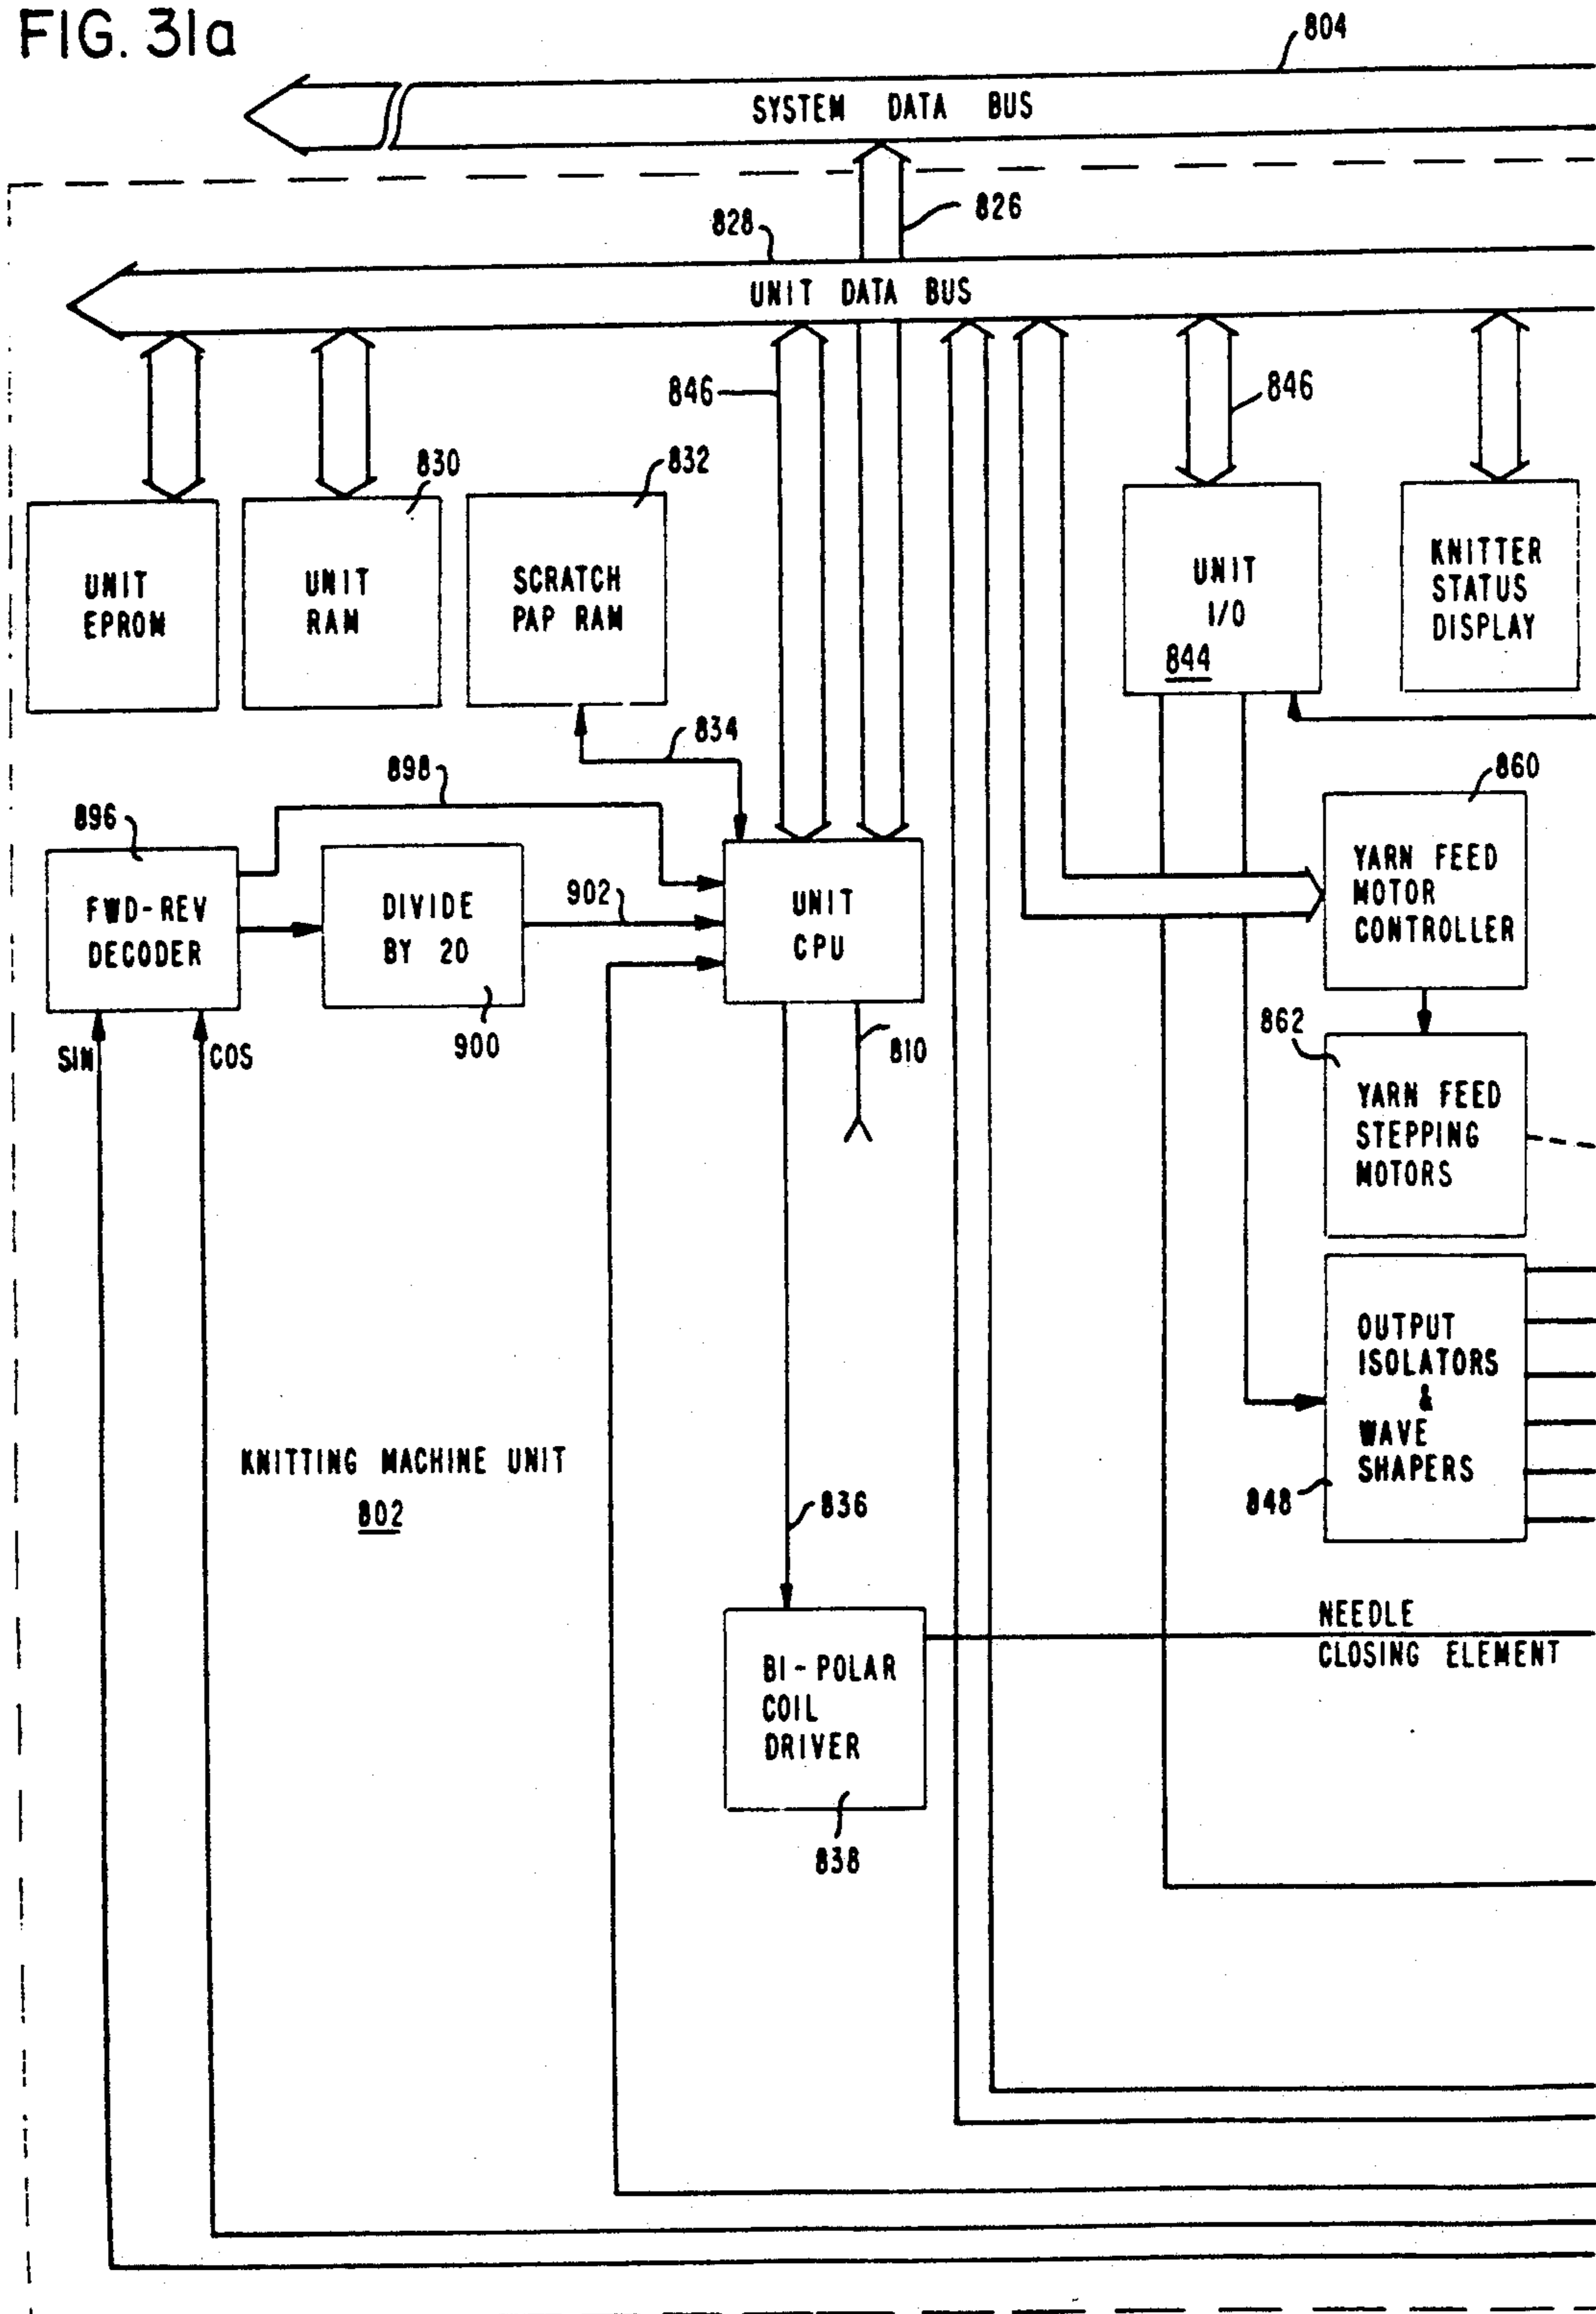 FIG. 31a
804
SYSTEM DATA BUS
826
828
UNIT DATA BUS
846
846
830
832
UNIT
EPROM
UNIT
RAM
SCRATCH
PAP RAM
UNIT
I/O
844
KNITTER
STATUS
DISPLAY
834
898
896
860
FWD-REV
DECODER
DIVIDE
BY 20
902
UNIT
CPU
YARN FEED
MOTOR
CONTROLLER
SIN
COS
900
810
862
YARN FEED
STEPPING
MOTORS
OUTPUT
ISOLATORS
&
WAVE
SHAPERS
848
KNITTING MACHINE UNIT
802
836
NEEDLE
CLOSING ELEMENT
BI-POLAR
COIL
DRIVER
838